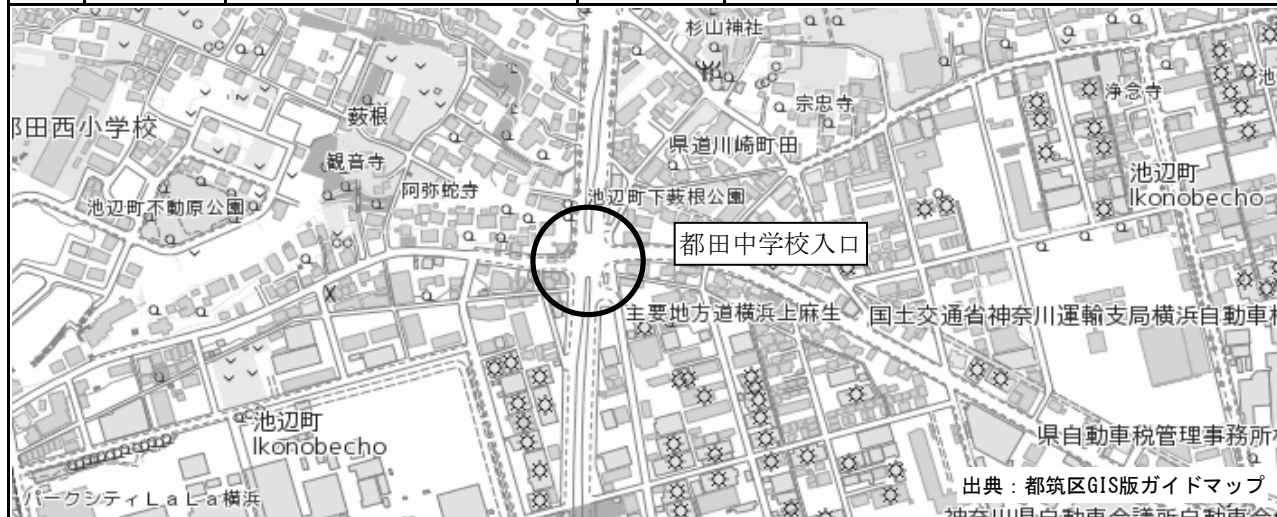 杉山神社
宗忠寺
浄念寺
池
薮根
都田西小学校
県道川崎町田
観音寺
池辺町
Ikonobecho
阿弥陀寺
池辺町下薮根公園
池辺町不動原公園
都田中学校入口
主要地方道横浜上麻生
国土交通省神奈川運輸支局横浜自動車検
池辺町
Ikonobecho
県自動車税管理事務所
パークシティＬａＬａ横浜
出典：都筑区GIS版ガイドマップ